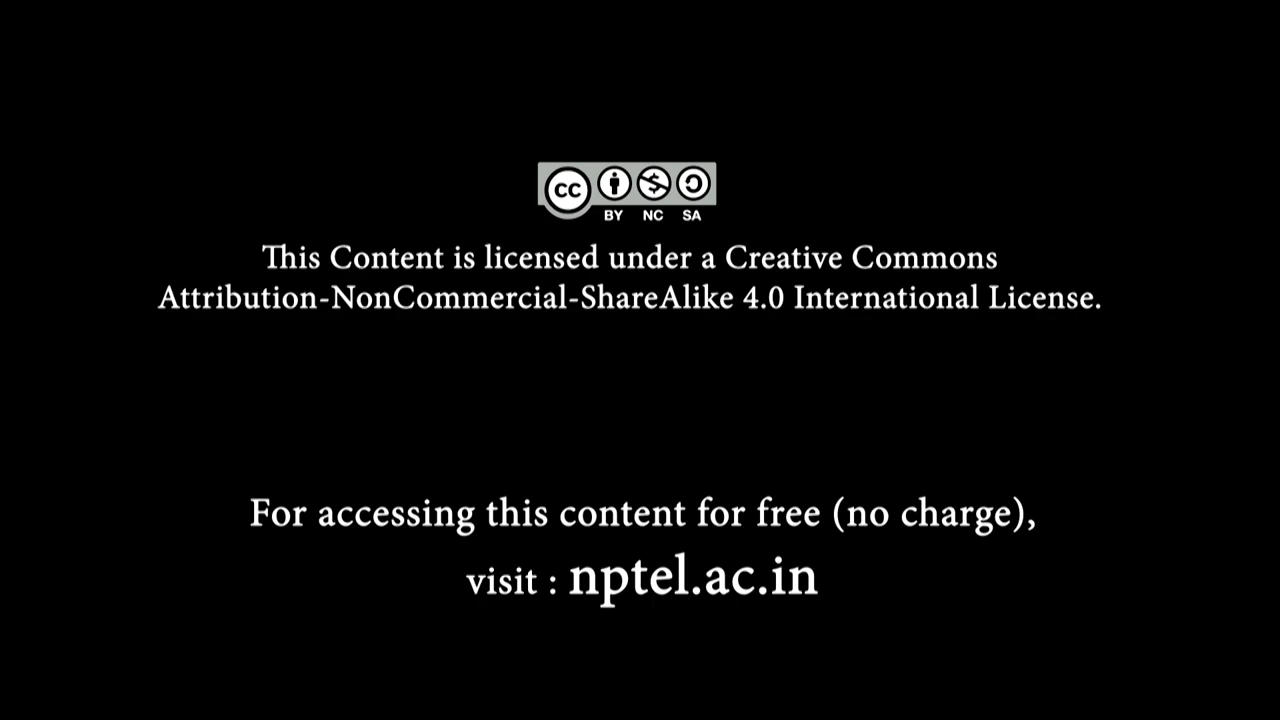 cc
BY NC SA
This Content is licensed under a Creative Commons
Attribution-NonCommercial-ShareAlike 4.0 International License.
For accessing this content for free (no charge),
visit : nptel.ac.in